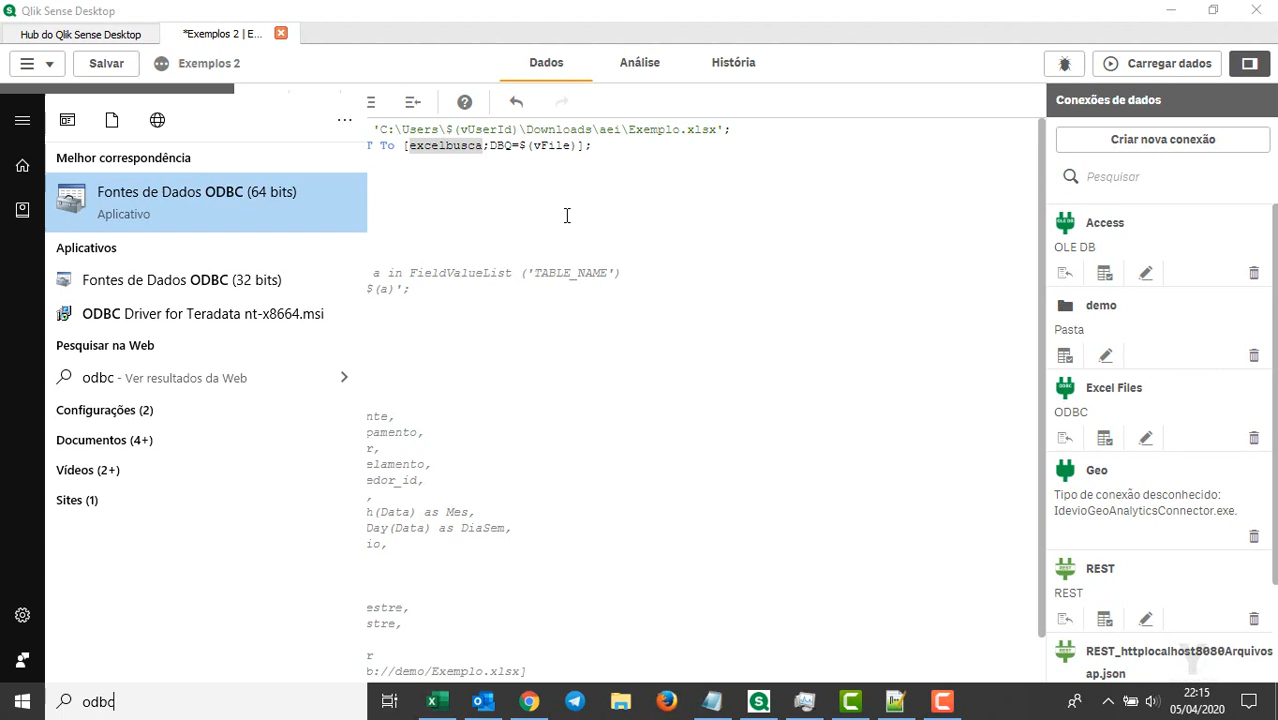 Qlik Sense Desktop
Hub do Qlik Sense Desktop
*Exemplos 2 | E...
Salvar
Exemplos 2
Dados
Análise
História
Carregar dados
Conexões de dados
Criar nova conexão
Pesquisar
Access
OLE DB
demo
Pasta
Excel Files
ODBC
Geo
Tipo de conexão desconhecido:
IdevioGeoAnalyticsConnector.exe.
REST
REST
REST_httplocalhost8080Arquivos
ap.json
'C:\Users\$(vUserId)\Downloads\aei\Exemplo.xlsx';
T To [excelbusca;DBQ=$(vFile)];
a in FieldValueList ('TABLE_NAME')
$(a)';
nte,
pamento,
r,
elamento,
edor_id,
,
h(Data) as Mes,
Day(Data) as DiaSem,
io,
estre,
stre,
r
b://demo/Exemplo.xlsx]
Melhor correspondência
Fontes de Dados ODBC (64 bits)
Aplicativo
Aplicativos
Fontes de Dados ODBC (32 bits)
ODBC Driver for Teradata nt-x8664.msi
Pesquisar na Web
odbc - Ver resultados da Web
Configurações (2)
Documentos (4+)
Vídeos (2+)
Sites (1)
odbc
22:15
05/04/2020